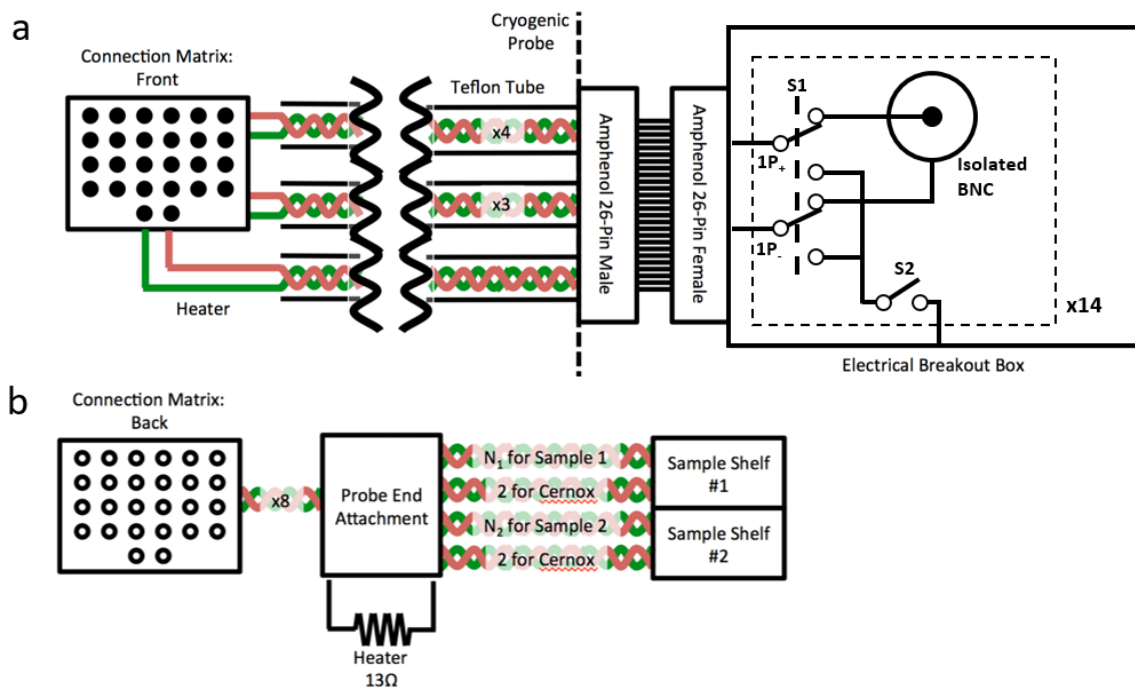 a
Connection Matrix:
Front
Heater
Cryogenic
Probe
Teflon Tube
x4
x3
Amphenol 26-Pin Male
Amphenol 26-Pin Female
S1
1P+
1P-
S2
Isolated
BNC
x14
Electrical Breakout Box
b
Connection Matrix:
Back
x8
Probe End
Attachment
Heater
13Ω
N1 for Sample 1
2 for Cernox
N2 for Sample 2
2 for Cernox
Sample Shelf
#1
Sample Shelf
#2